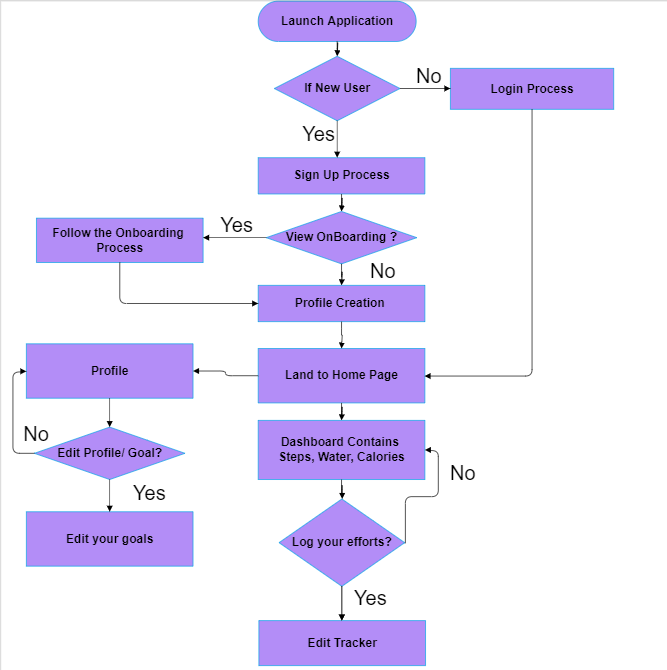 Launch Application
If New User
No
Login Process
Yes
Sign Up Process
Follow the Onboarding
Process
Yes
View OnBoarding ?
No
Profile Creation
Profile
Land to Home Page
No
Edit Profile/ Goal?
Dashboard Contains
Steps, Water, Calories
No
Yes
Edit your goals
Log your efforts?
Yes
Edit Tracker